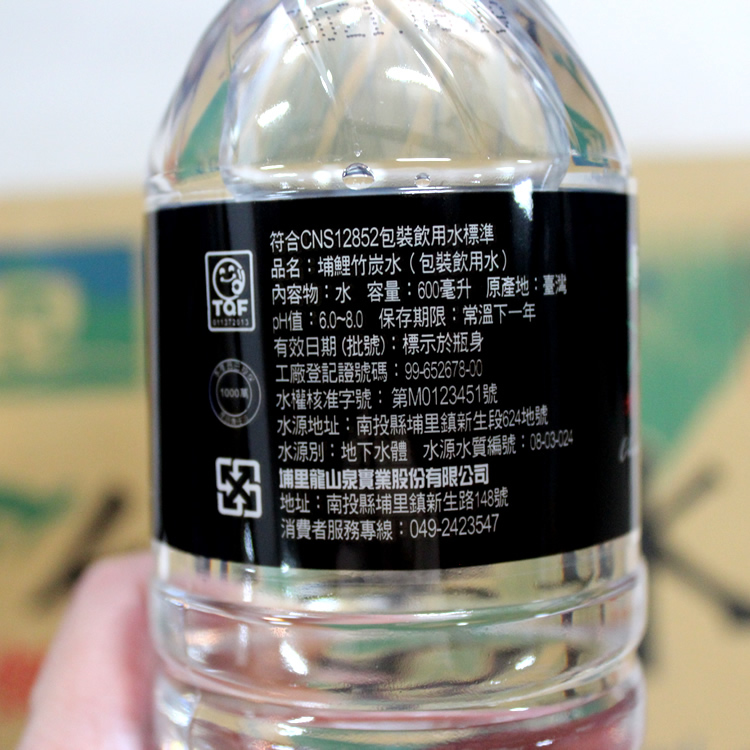 符合CNS12852包裝飲用水標準
品名：埔鯉竹炭水（包裝飲用水）
內容物：水 容量：600毫升 原產地：臺灣
pH值：6.0~8.0 保存期限：常溫下一年
有效日期(批號)：標示於瓶身
工廠登記證號碼：99-652678-00
水權核准字號：第M0123451號
水源地址：南投縣埔里鎮新生段624地號
水源別：地下水體 水源水質編號：08-03-024
埔里龍山泉實業股份有限公司
地址：南投縣埔里鎮新生路148號
消費者服務專線：049-2423547
TQF
011372013
1000萬